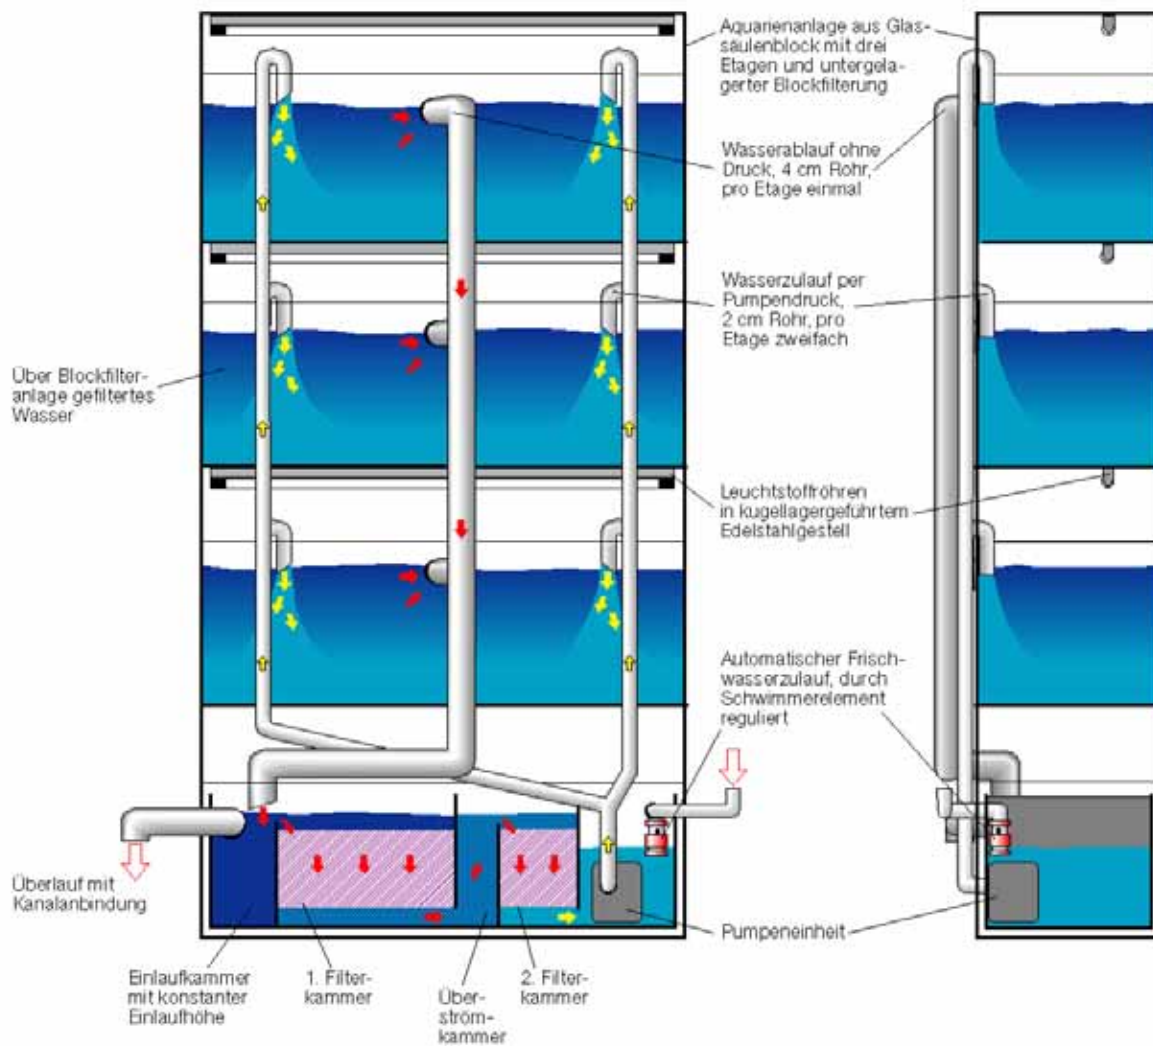 Aquarienanlage aus Glas-
säulenblock mit drei
Etagen und untergela-
gerter Blockfilterung
Wasserablauf ohne
Druck, 4 cm Rohr,
pro Etage einmal
Wasserzulauf per
Pumpendruck,
2 cm Rohr, pro
Etage zweifach
Über Blockfilter-
anlage gefiltertes
Wasser
Leuchtstoffröhren
in kugellagergeführtem
Edelstahlgestell
Automatischer Frisch-
wasserzulauf, durch
Schwimmerelement
reguliert
Überlauf mit
Kanalanbindung
Pumpeneinheit
Einlaufkammer
mit konstanter
Einlaufhöhe
1. Filter-
kammer
Über-
ström-
kammer
2. Filter-
kammer